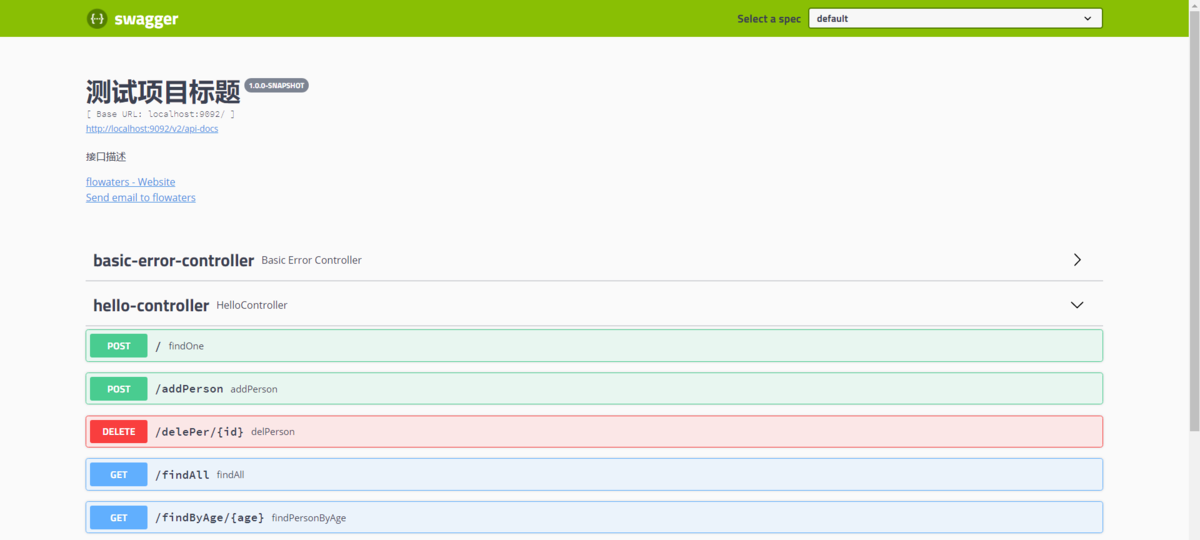 swagger
Select a spec default
测试项目标题 1.0.0-SNAPSHOT
[ Base URL: localhost:9092/ ]
http://localhost:9092/v2/api-docs
接口描述
flowaters - Website
Send email to flowaters
basic-error-controller Basic Error Controller
hello-controller HelloController
POST / findOne
POST /addPerson addPerson
DELETE /delePer/{id} delPerson
GET /findAll findAll
GET /findByAge/{age} findPersonByAge